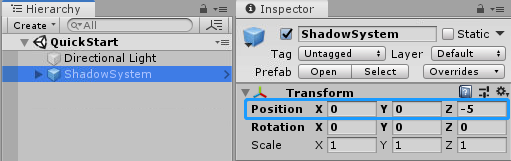 Hierarchy
Create All
QuickStart
Directional Light
ShadowSystem
Inspector
ShadowSystem Static
Tag Untagged Layer Default
Prefab Open Select Overrides
Transform
Position X 0 Y 0 Z -5
Rotation X 0 Y 0 Z 0
Scale X 1 Y 1 Z 1